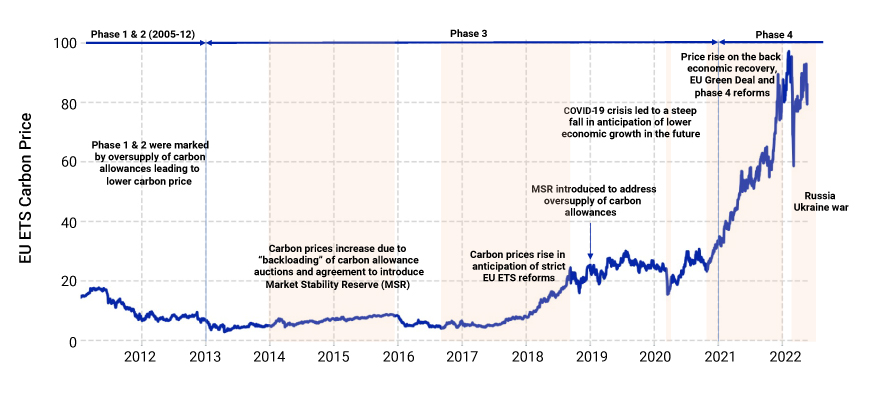 Phase 1 & 2 (2005-12)
Phase 3
Phase 4
EU ETS Carbon Price
100
80
60
40
20
0
Phase 1 & 2 were marked
by oversupply of carbon
allowances leading to
lower carbon price
Carbon prices increase due to
“backloading” of carbon allowance
auctions and agreement to introduce
Market Stability Reserve (MSR)
Carbon prices rise in
anticipation of strict
EU ETS reforms
MSR introduced to address
oversupply of carbon
allowances
COVID-19 crisis led to a steep
fall in anticipation of lower
economic growth in the future
Price rise on the back
economic recovery,
EU Green Deal and
phase 4 reforms
Russia
Ukraine war
2012
2013
2014
2015
2016
2017
2018
2019
2020
2021
2022